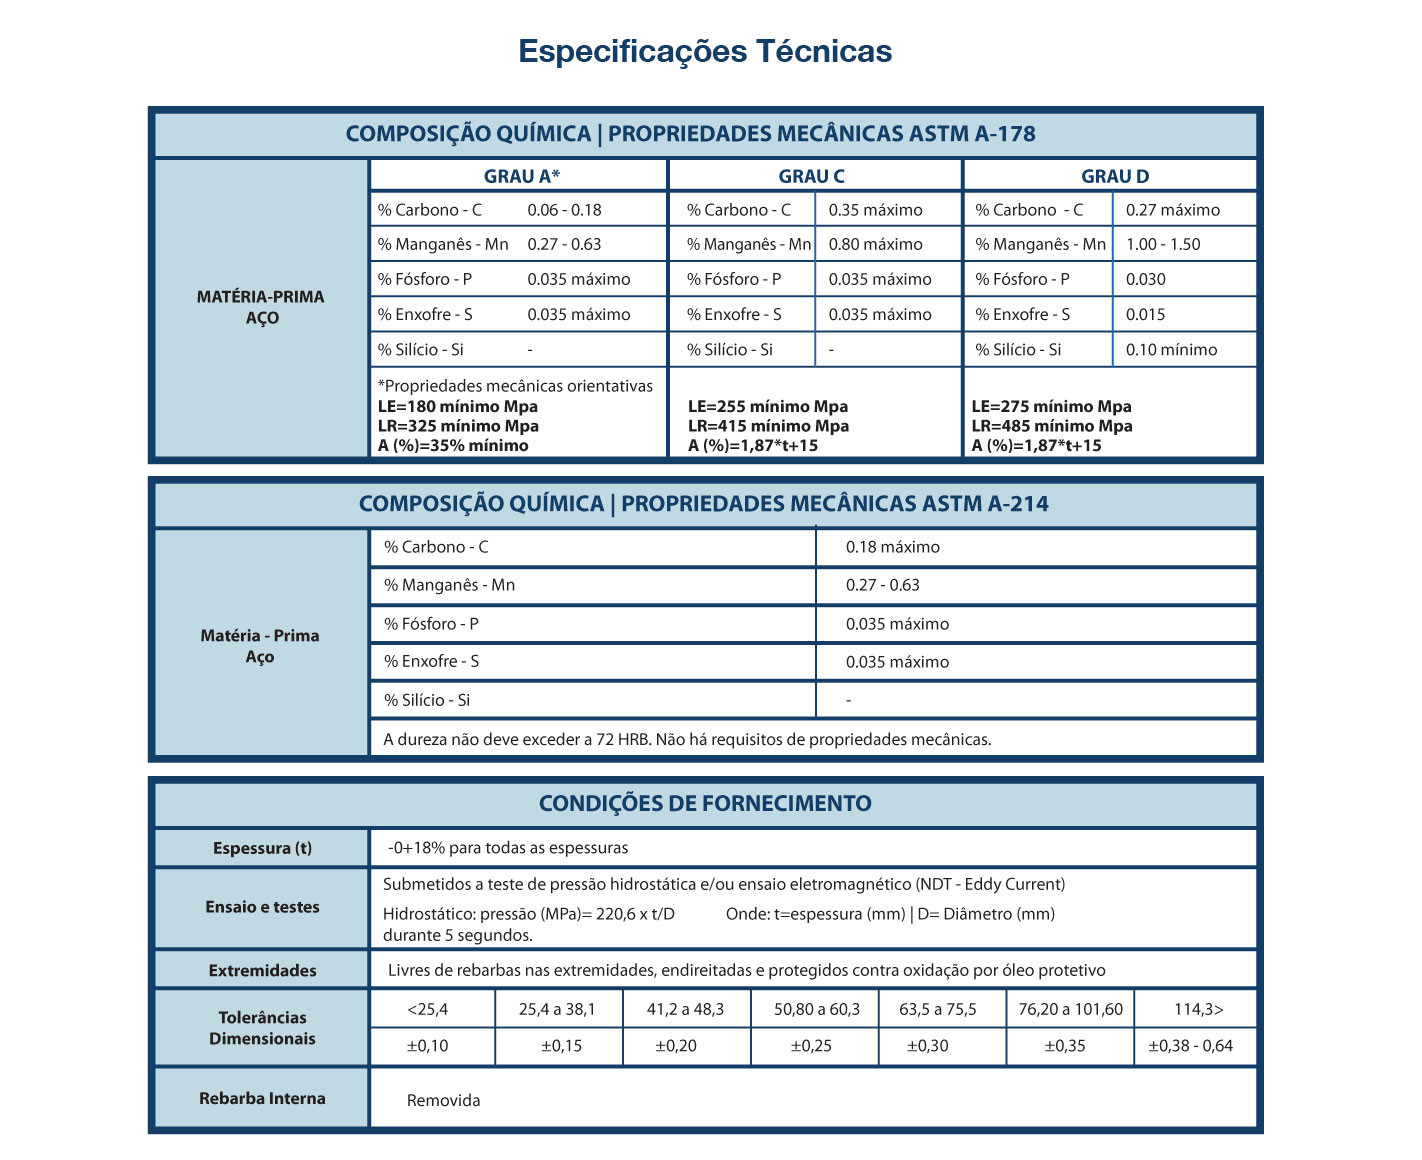 Especificações Técnicas
COMPOSIÇÃO QUÍMICA | PROPRIEDADES MECÂNICAS ASTM A-178
MATÉRIA-PRIMA
AÇO
GRAU A* GRAU C GRAU D
% Carbono - C 0.06 - 0.18 % Carbono - C 0.35 máximo % Carbono - C 0.27 máximo
% Manganês - Mn 0.27 - 0.63 % Manganês - Mn 0.80 máximo % Manganês - Mn 1.00 - 1.50
% Fósforo - P 0.035 máximo % Fósforo - P 0.035 máximo % Fósforo - P 0.030
% Enxofre - S 0.035 máximo % Enxofre - S 0.035 máximo % Enxofre - S 0.015
% Silício - Si - % Silício - Si - % Silício - Si 0.10 mínimo
*Propriedades mecânicas orientativas
LE=180 mínimo Mpa LE=255 mínimo Mpa LE=275 mínimo Mpa
LR=325 mínimo Mpa LR=415 mínimo Mpa LR=485 mínimo Mpa
A (%)=35% mínimo A (%)=1,87*t+15 A (%)=1,87*t+15
COMPOSIÇÃO QUÍMICA | PROPRIEDADES MECÂNICAS ASTM A-214
Matéria - Prima
Aço
% Carbono - C 0.18 máximo
% Manganês - Mn 0.27 - 0.63
% Fósforo - P 0.035 máximo
% Enxofre - S 0.035 máximo
% Silício - Si -
A dureza não deve exceder a 72 HRB. Não há requisitos de propriedades mecânicas.
CONDIÇÕES DE FORNECIMENTO
Espessura (t) -0+18% para todas as espessuras
Ensaio e testes
Submetidos a teste de pressão hidrostática e/ou ensaio eletromagnético (NDT - Eddy Current)
Hidrostático: pressão (MPa)= 220,6 x t/D Onde: t=espessura (mm) | D= Diâmetro (mm)
durante 5 segundos.
Extremidades Livres de rebarbas nas extremidades, endireitadas e protegidos contra oxidação por óleo protetivo
Tolerâncias
Dimensionais
<25,4 25,4 a 38,1 41,2 a 48,3 50,80 a 60,3 63,5 a 75,5 76,20 a 101,60 114,3>
±0,10 ±0,15 ±0,20 ±0,25 ±0,30 ±0,35 ±0,38 - 0,64
Rebarba Interna Removida